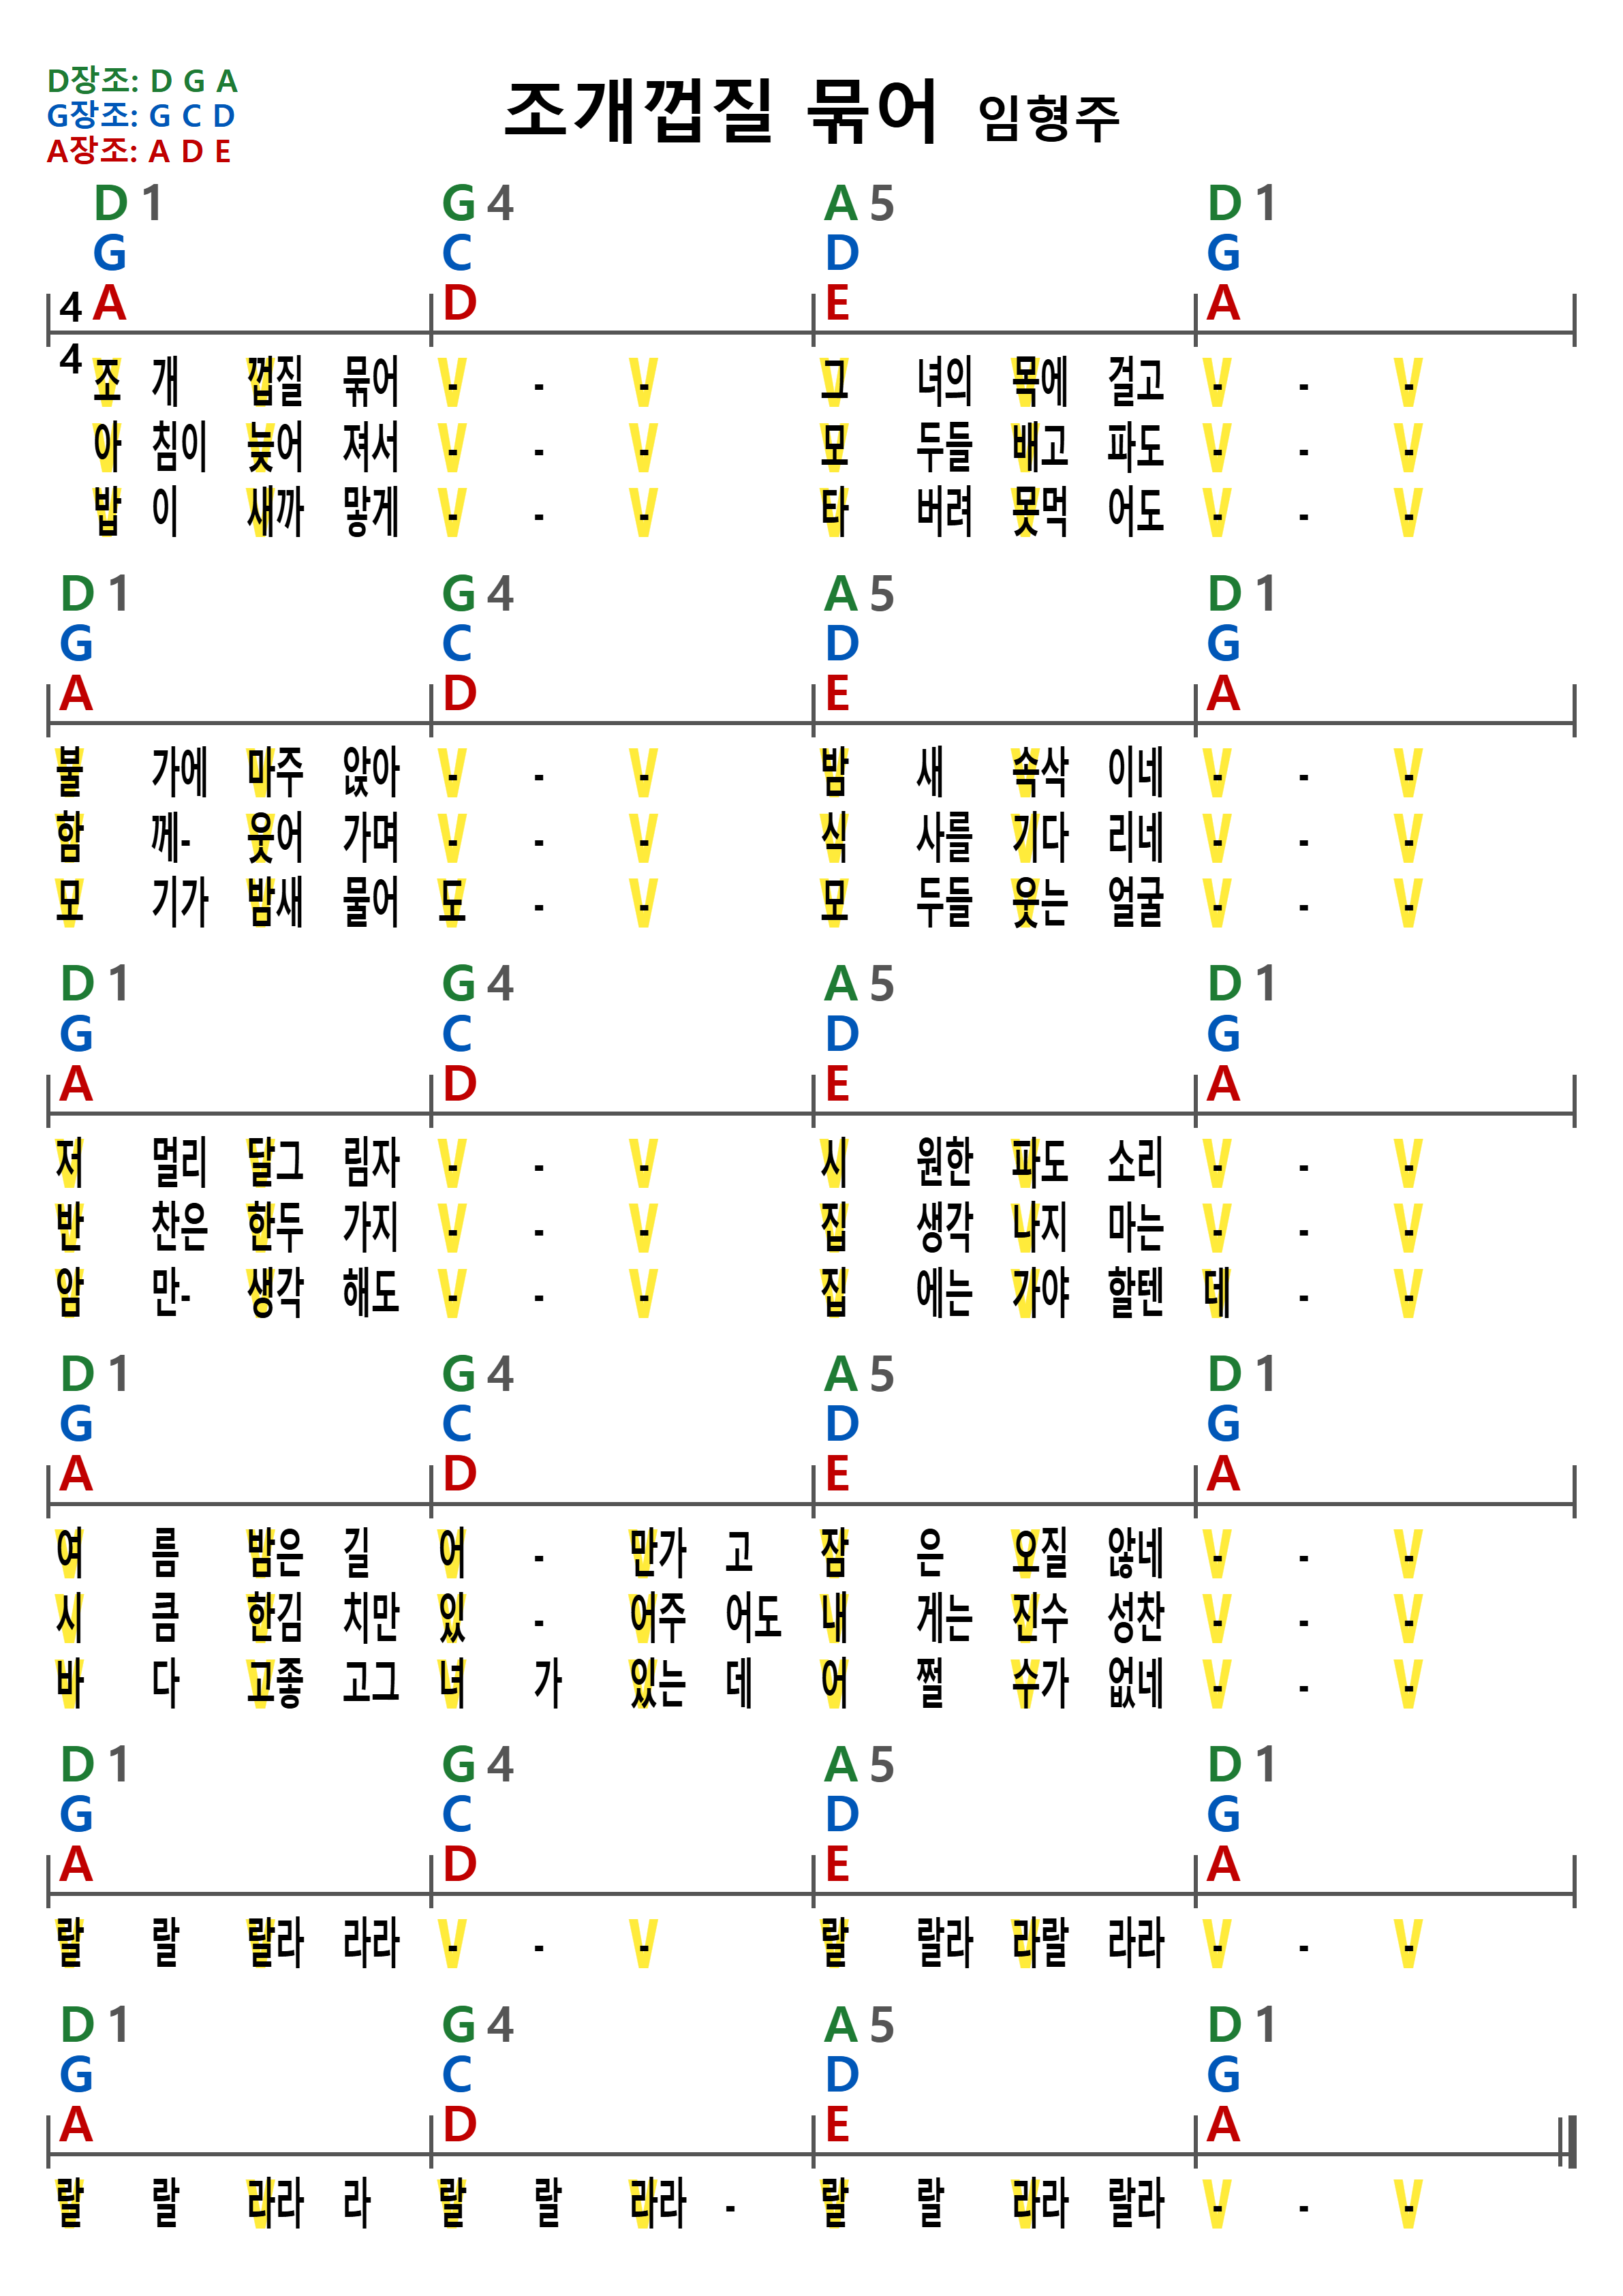 D장조: D G A
G장조: G C D
A장조: A D E
조개껍질 묶어 임형주
D 1 G 4 A 5 D 1
G C D G
A D E A
4
4
조 개 껍질 묶어 - - - 그 녀의 목에 걸고 - - -
아 침이 늦어 져서 - - - 모 두들 배고 파도 - - -
밥 이 새까 맣게 - - - 타 버려 못먹 어도 - - -
D 1 G 4 A 5 D 1
G C D G
A D E A
불 가에 마주 앉아 - - - 밤 새 속삭 이네 - - -
함 께- 웃어 가며 - - - 식 사를 기다 리네 - - -
모 기가 밤새 물어 도 - - 모 두들 웃는 얼굴 - - -
D 1 G 4 A 5 D 1
G C D G
A D E A
저 멀리 달그 림자 - - - 시 원한 파도 소리 - - -
반 찬은 한두 가지 - - - 집 생각 나지 마는 - - -
암 만- 생각 해도 - - - 집 에는 가야 할텐 데 - -
D 1 G 4 A 5 D 1
G C D G
A D E A
여 름 밤은 길 어 - 만가 고 잠 은 오질 않네 - - -
시 큼 한김 치만 있 - 어주 어도 내 게는 진수 성찬 - - -
바 다 고좋 고그 녀 가 있는 데 어 쩔 수가 없네 - - -
D 1 G 4 A 5 D 1
G C D G
A D E A
랄 랄 랄라 라라 - - - 랄 랄라 라랄 라라 - - -
D 1 G 4 A 5 D 1
G C D G
A D E A
랄 랄 라라 라 랄 랄 라라 - 랄 랄 라라 랄라 - - -